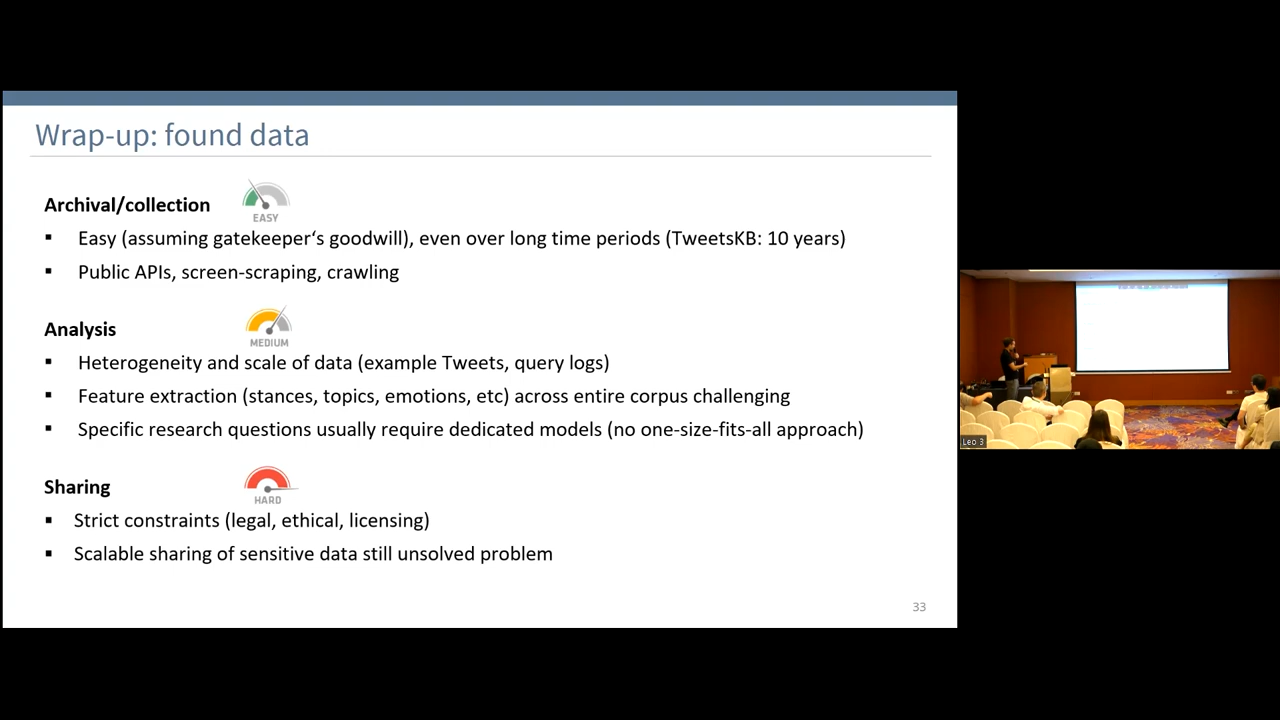 Wrap-up: found data
Archival/collection
EASY
▪ Easy (assuming gatekeeper‘s goodwill), even over long time periods (TweetsKB: 10 years)
▪ Public APIs, screen-scraping, crawling
Analysis
MEDIUM
▪ Heterogeneity and scale of data (example Tweets, query logs)
▪ Feature extraction (stances, topics, emotions, etc) across entire corpus challenging
▪ Specific research questions usually require dedicated models (no one-size-fits-all approach)
Sharing
HARD
▪ Strict constraints (legal, ethical, licensing)
▪ Scalable sharing of sensitive data still unsolved problem
33
Leo 3